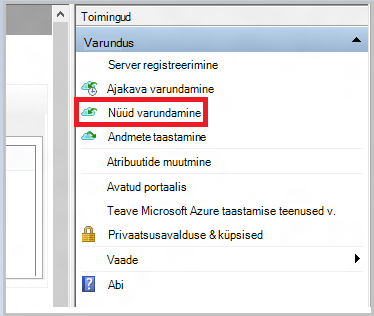 Toimingud
Varundus
Server registreerimine
Ajakava varundamine
Nüüd varundamine
Andmete taastamine
Atribuutide muutmine
Avatud portaalis
Teave Microsoft Azure taastamise teenused v.
Privaatsusavalduse & küpsised
Vaade
Abi